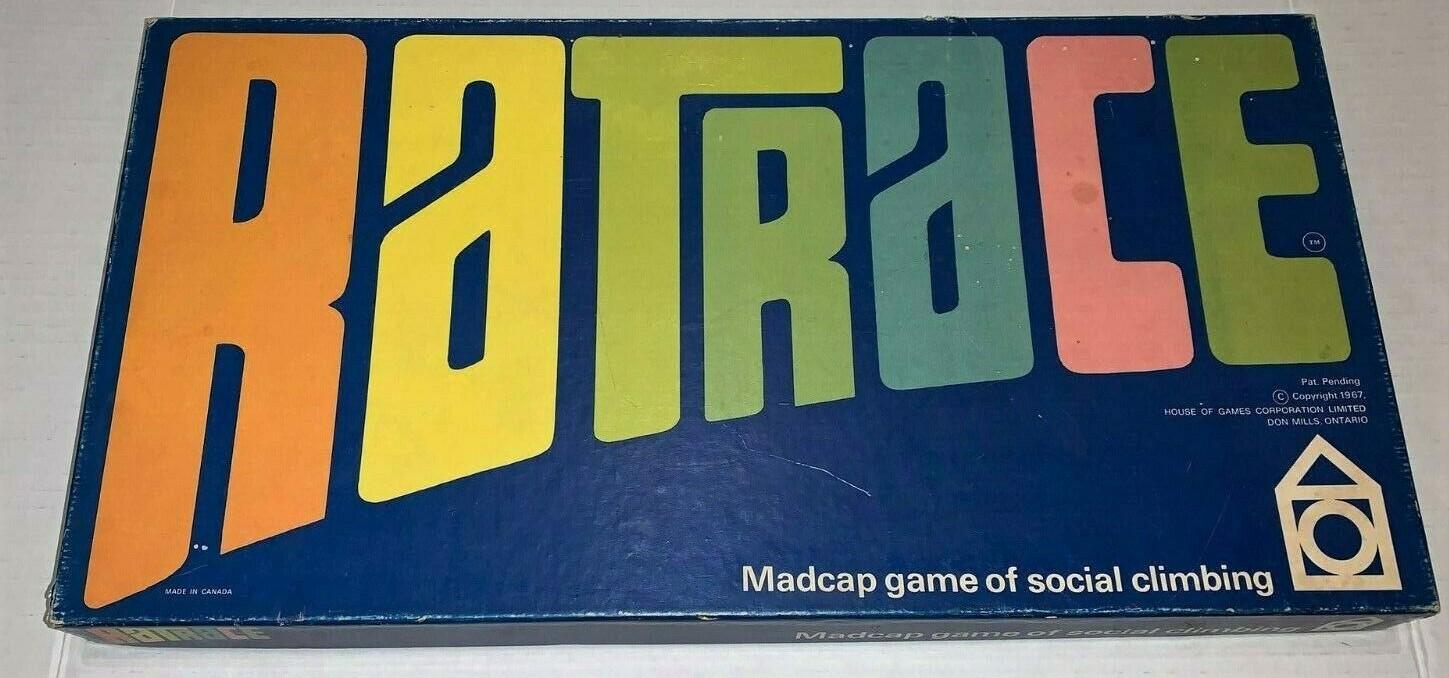 RaTRaCE
TM
Pat. Pending
© Copyright 1967,
HOUSE OF GAMES CORPORATION LIMITED
DON MILLS, ONTARIO
Madcap game of social climbing
MADE IN CANADA
RaTRaCE
Madcap game of social climbing